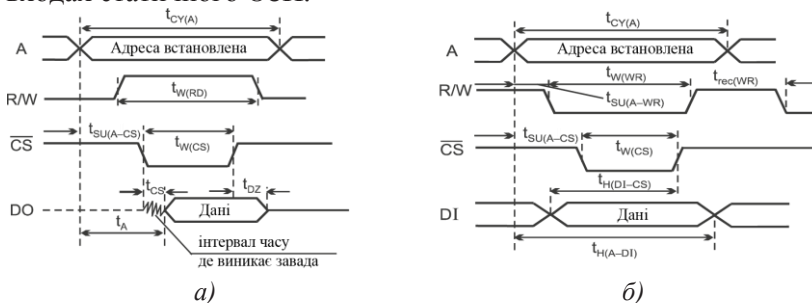 входах статичного ОЗП.
t_CY(A)
A
Адреса встановлена
R/W
t_W(RD)
t_SU(A–CS)
t_W(CS)
CS
t_CS
t_DZ
DO
Дані
t_A
інтервал часу
де виникає завада
а)
t_CY(A)
A
Адреса встановлена
t_W(WR)
t_rec(WR)
R/W
t_SU(A–WR)
t_SU(A–CS)
t_W(CS)
CS
t_H(DI–CS)
DI
Дані
t_H(A–DI)
б)